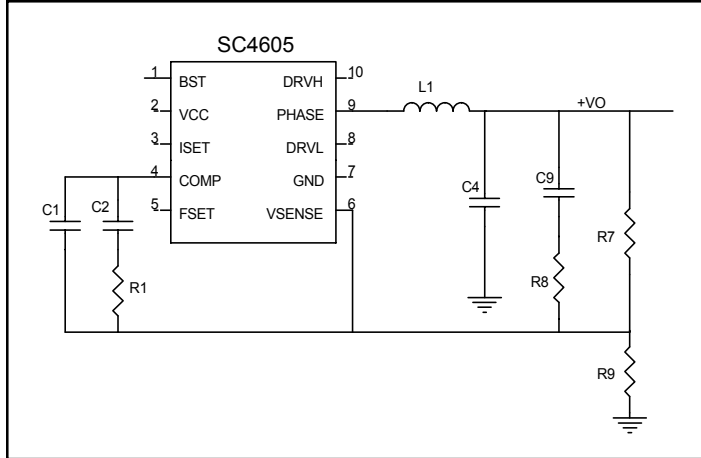 SC4605
1 BST DRVH 10
L1
2 VCC PHASE 9 +VO
3 ISET DRVL 8
4 COMP GND 7
C4 C9
C1 C2 5 FSET VSENSE 6
R7
R1 R8
R9